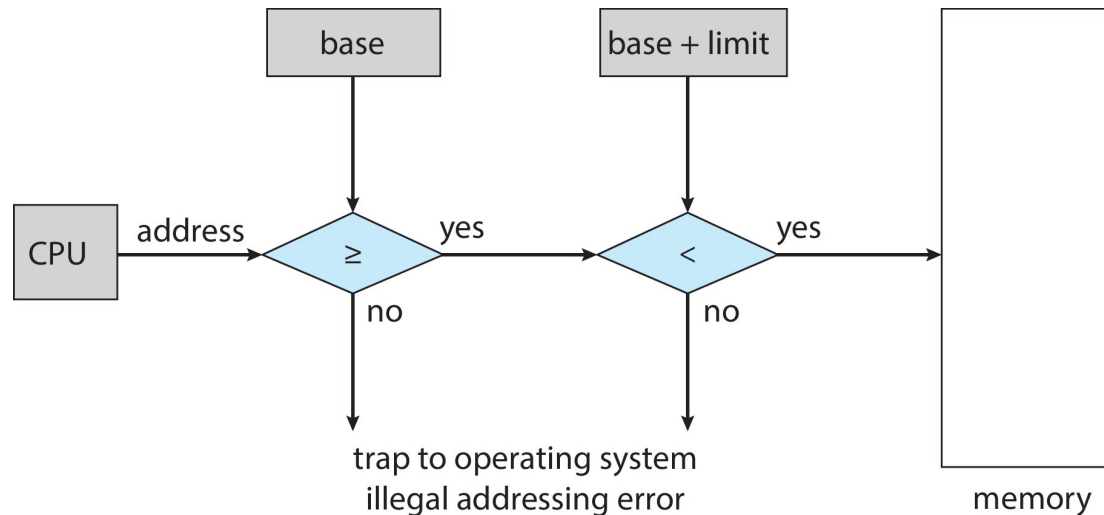 base
base + limit
CPU
address
≥
yes
<
yes
no
no
trap to operating system
illegal addressing error
memory